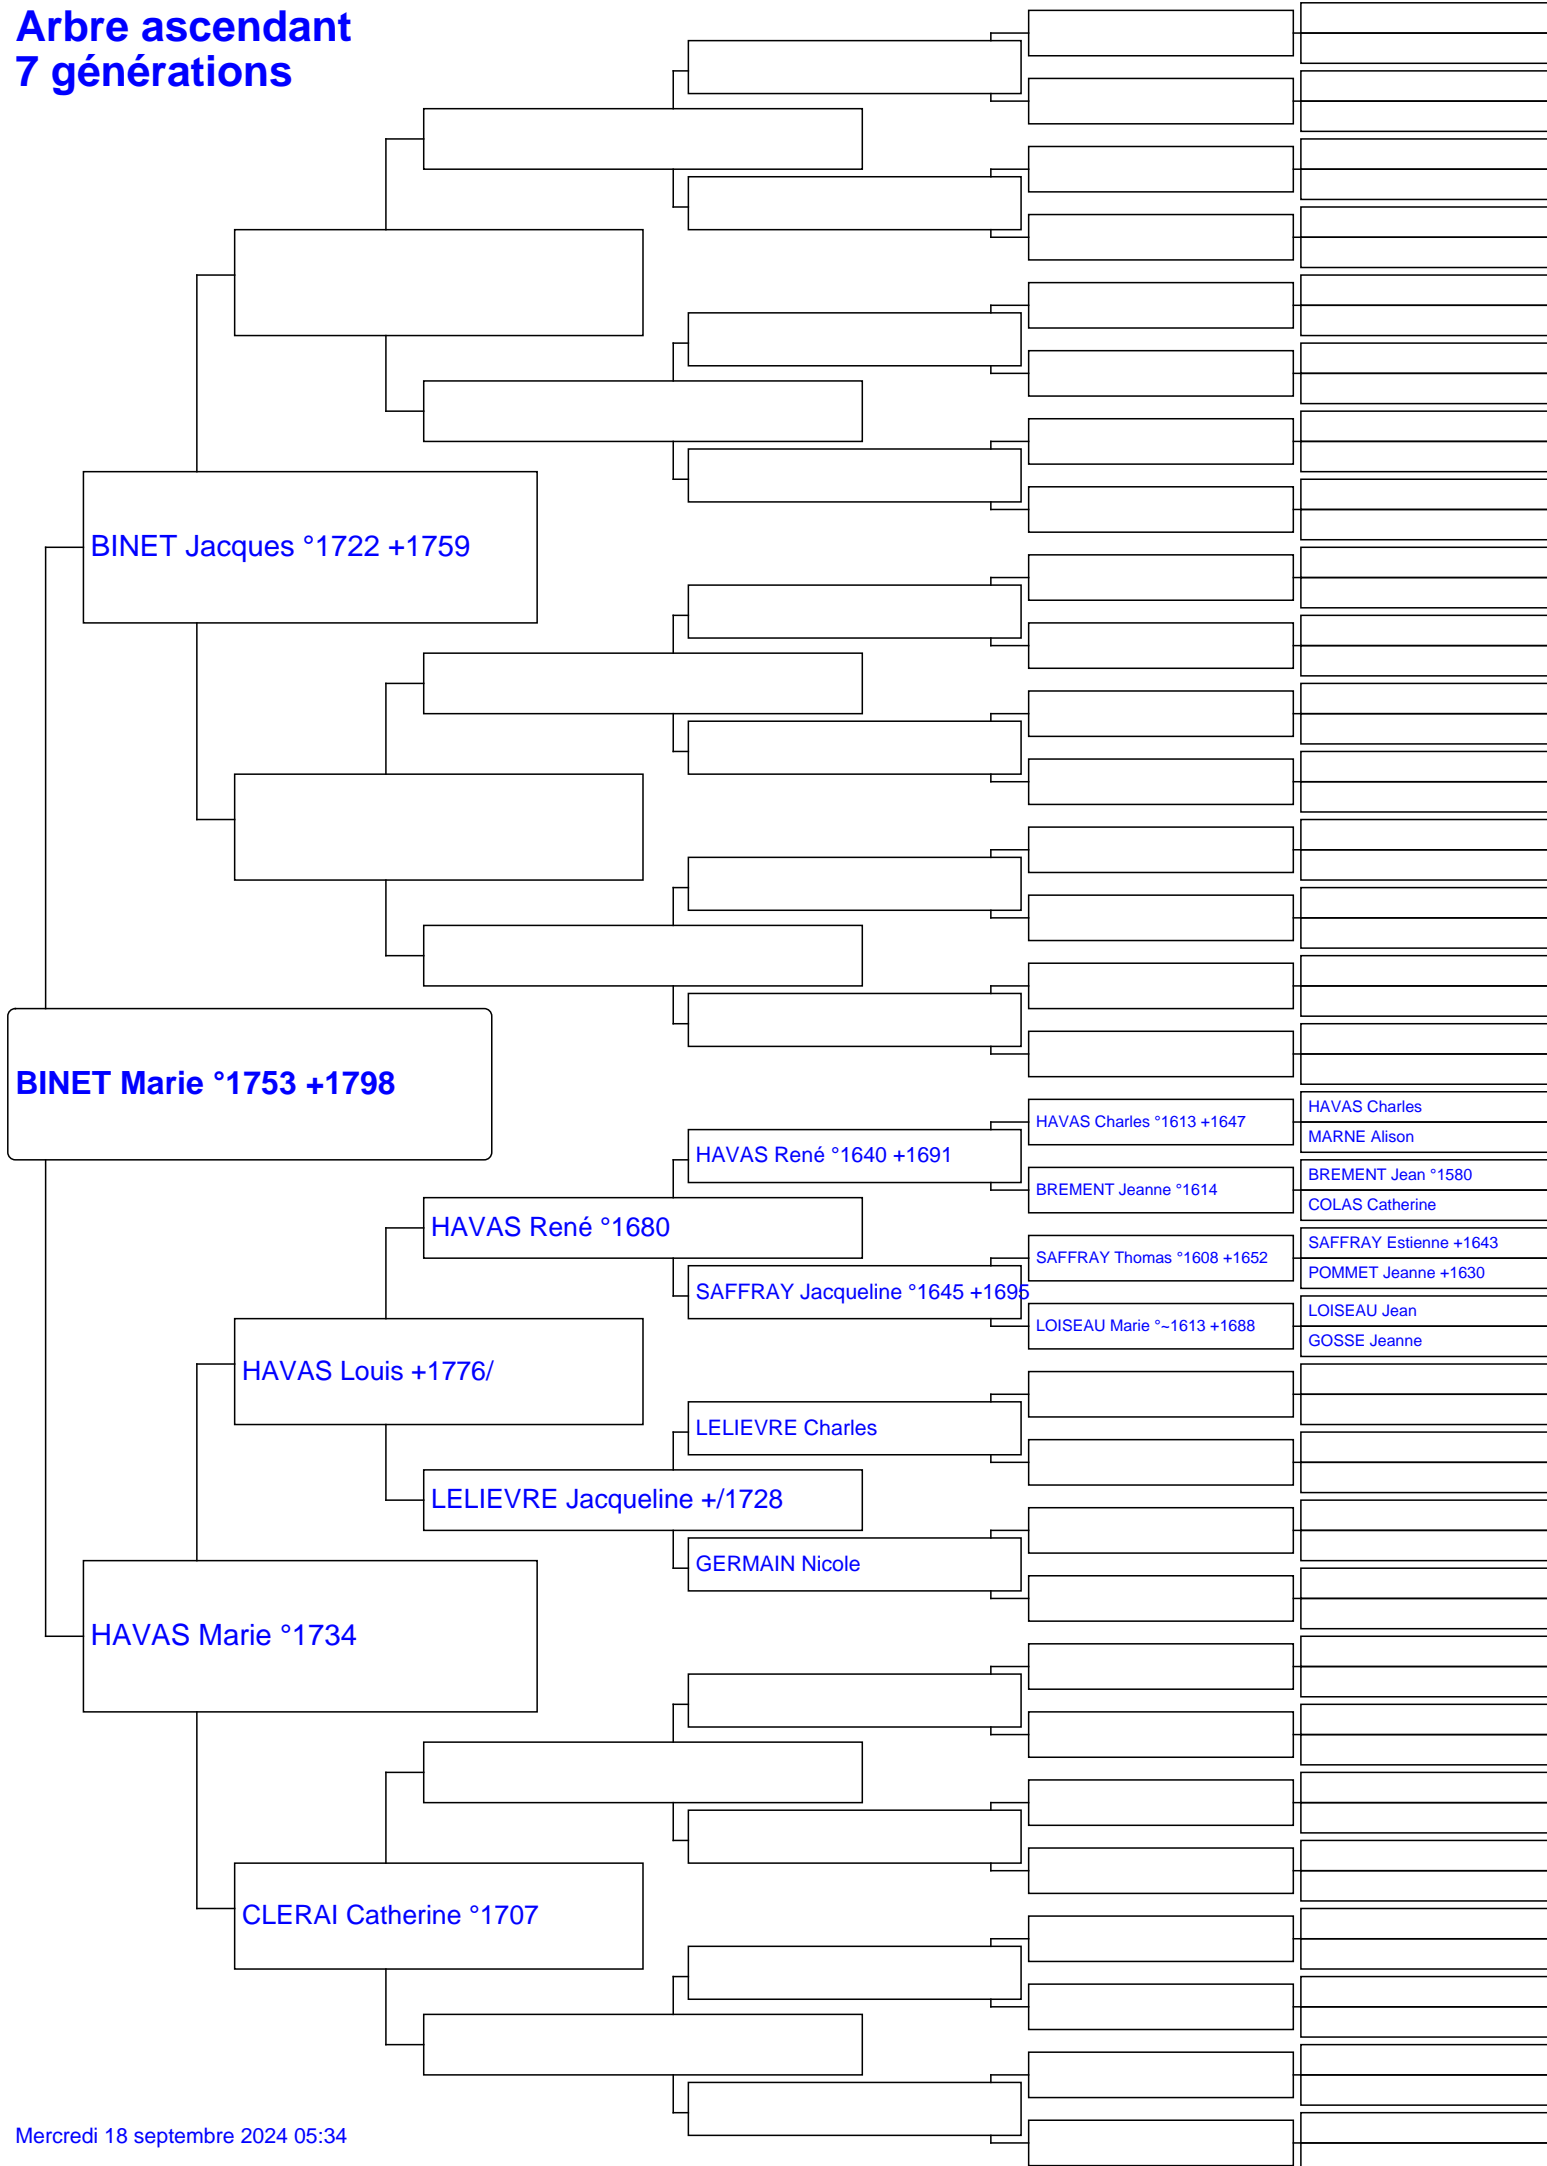 Arbre ascendant
7 générations
BINET Jacques °1722 +1759
BINET Marie °1753 +1798
HAVAS Charles °1613 +1647
HAVAS Charles
MARNE Alison
HAVAS René °1640 +1691
BREMENT Jeanne °1614
BREMENT Jean °1580
COLAS Catherine
HAVAS René °1680
SAFFRAY Thomas °1608 +1652
SAFFRAY Estienne +1643
POMMET Jeanne +1630
SAFFRAY Jacqueline °1645 +1695
LOISEAU Marie °~1613 +1688
LOISEAU Jean
GOSSE Jeanne
HAVAS Louis +1776/
LELIEVRE Charles
LELIEVRE Jacqueline +/1728
GERMAIN Nicole
HAVAS Marie °1734
CLERAI Catherine °1707
Mercredi 18 septembre 2024 05:34